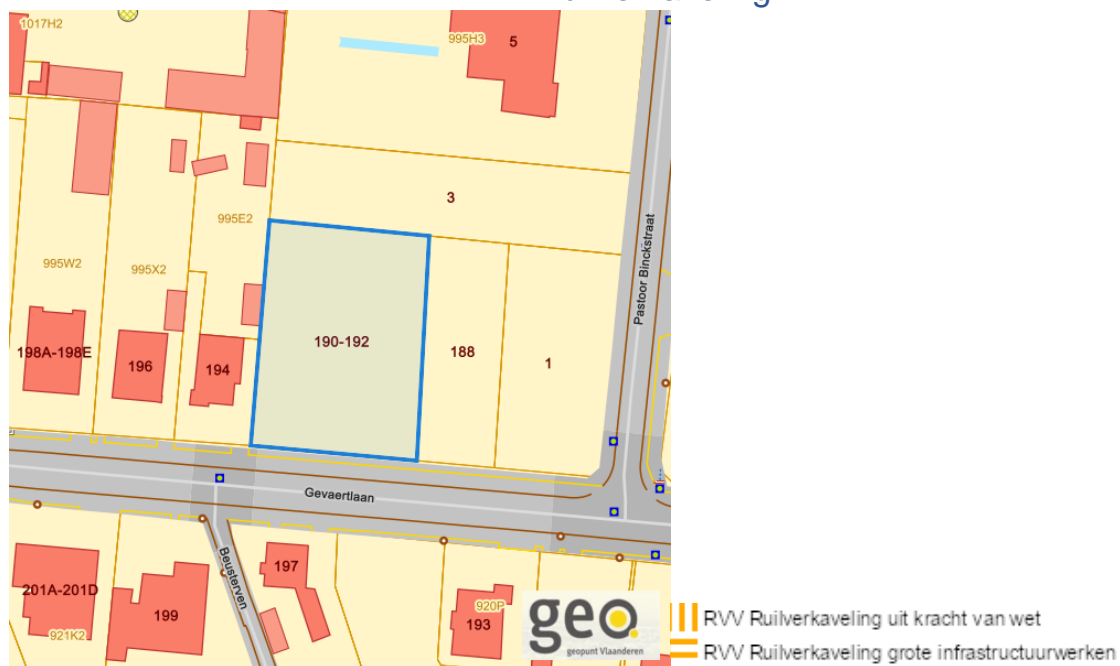 1017H2
995H3
5
3
995E2
995W2
995X2
Pastoor Binckstraat
190-192
198A-198E
196
194
188
1
Gevaertlaan
Beusterven
197
201A-201D
199
920P
193
921K2
geo.
geopunt Vlaanderen
RVV Ruilverkaveling uit kracht van wet
RVV Ruilverkaveling grote infrastructuurwerken